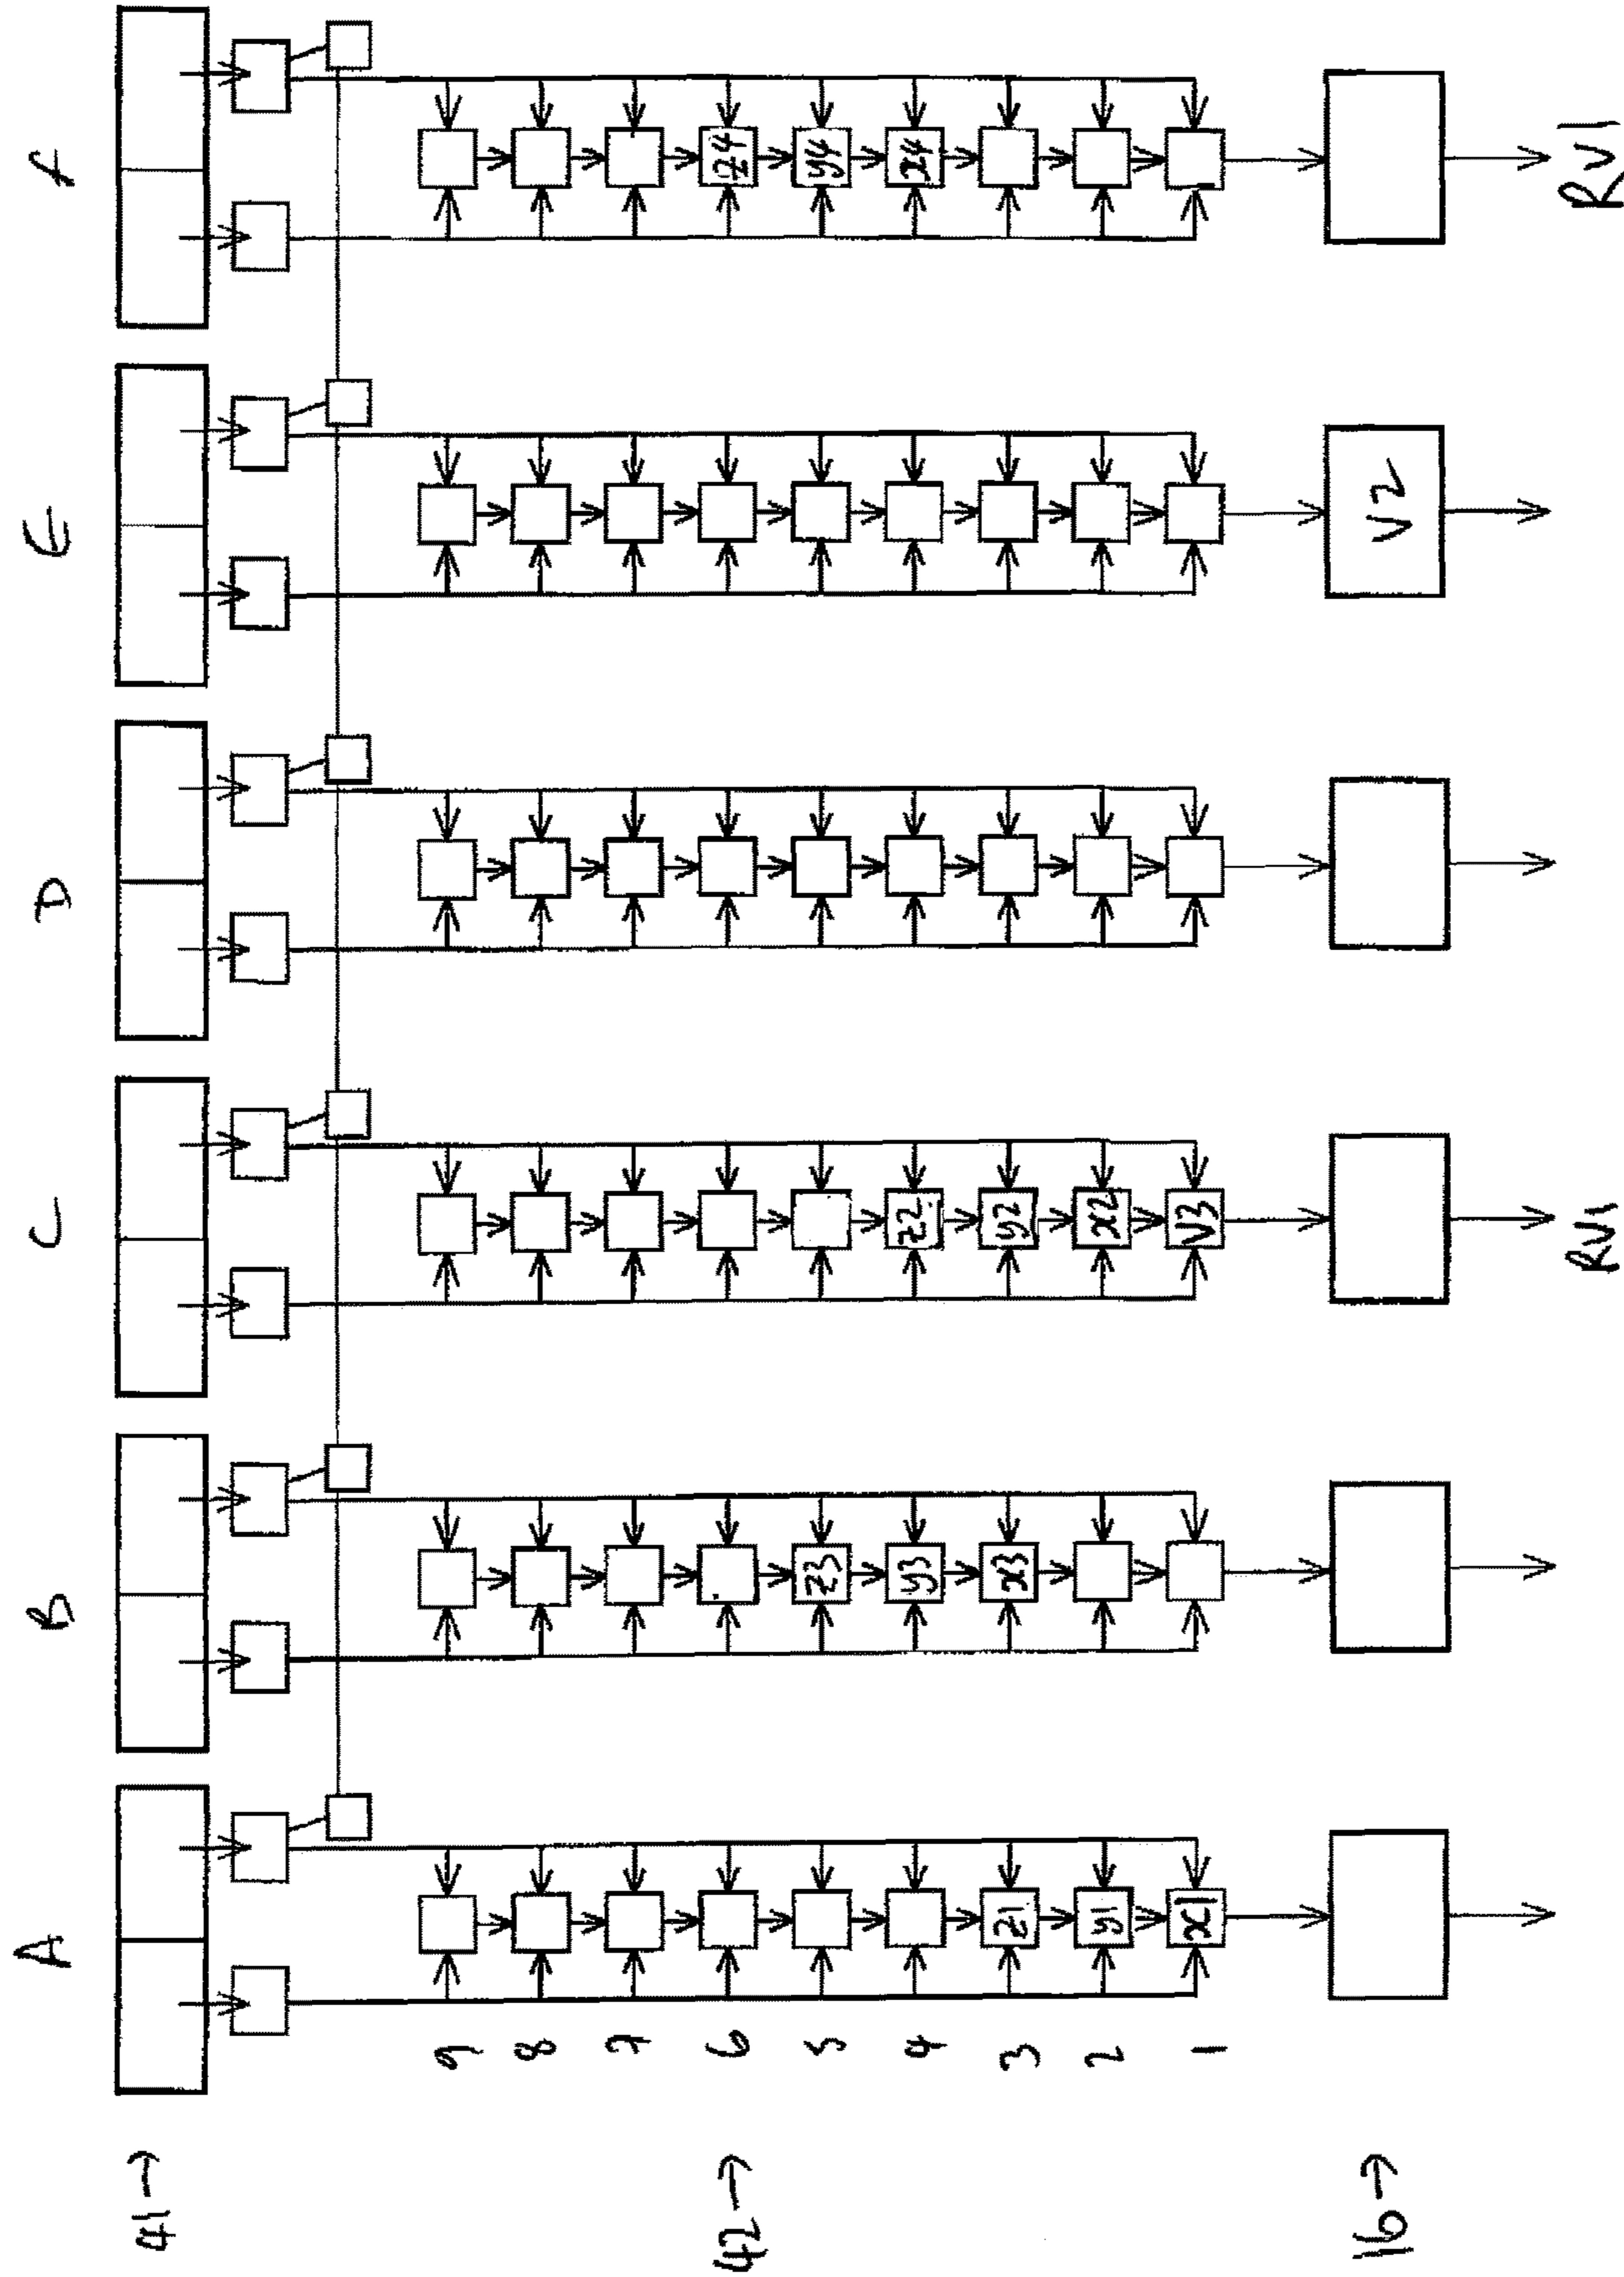 A B C D E F
41→
9
8
7
42→ 6 z4
5 z3 y4
4 y3 z2 x4
3 z1 x3 y2
2 y1 x2
1 x1 V3
16→ V2
RV1 RV1